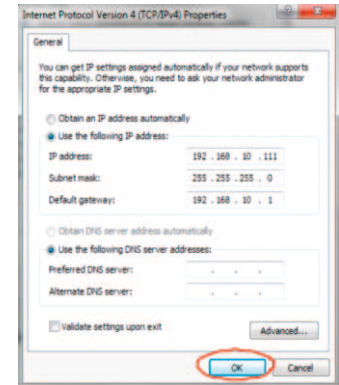 Internet Protocol Version 4 (TCP/IPv4) Properties
General
You can get IP settings assigned automatically if your network supports
this capability. Otherwise, you need to ask your network administrator
for the appropriate IP settings.
Obtain an IP address automatically
Use the following IP address:
IP address: 192 . 168 . 10 . 111
Subnet mask: 255 . 255 . 255 . 0
Default gateway: 192 . 168 . 10 . 1
Obtain DNS server address automatically
Use the following DNS server addresses:
Preferred DNS server: . . .
Alternate DNS server: . . .
Validate settings upon exit
Advanced...
OK Cancel